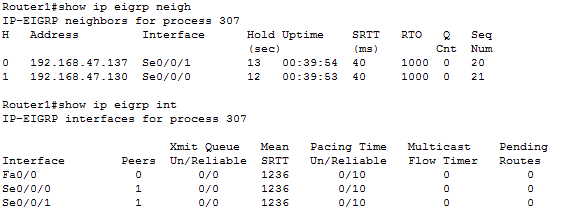 Router1#show ip eigrp neigh
IP-EIGRP neighbors for process 307
H   Address         Interface      Hold Uptime    SRTT   RTO   Q   Seq
                                   (sec)          (ms)         Cnt  Num
0   192.168.47.137  Se0/0/1        13   00:39:54  40     1000  0   20
1   192.168.47.130  Se0/0/0        12   00:39:53  40     1000  0   21
Router1#show ip eigrp int
IP-EIGRP interfaces for process 307
                        Xmit Queue   Mean   Pacing Time   Multicast    Pending
Interface        Peers  Un/Reliable  SRTT   Un/Reliable   Flow Timer   Routes
Fa0/0              0        0/0      1236      0/10           0           0
Se0/0/0            1        0/0      1236      0/10           0           0
Se0/0/1            1        0/0      1236      0/10           0           0